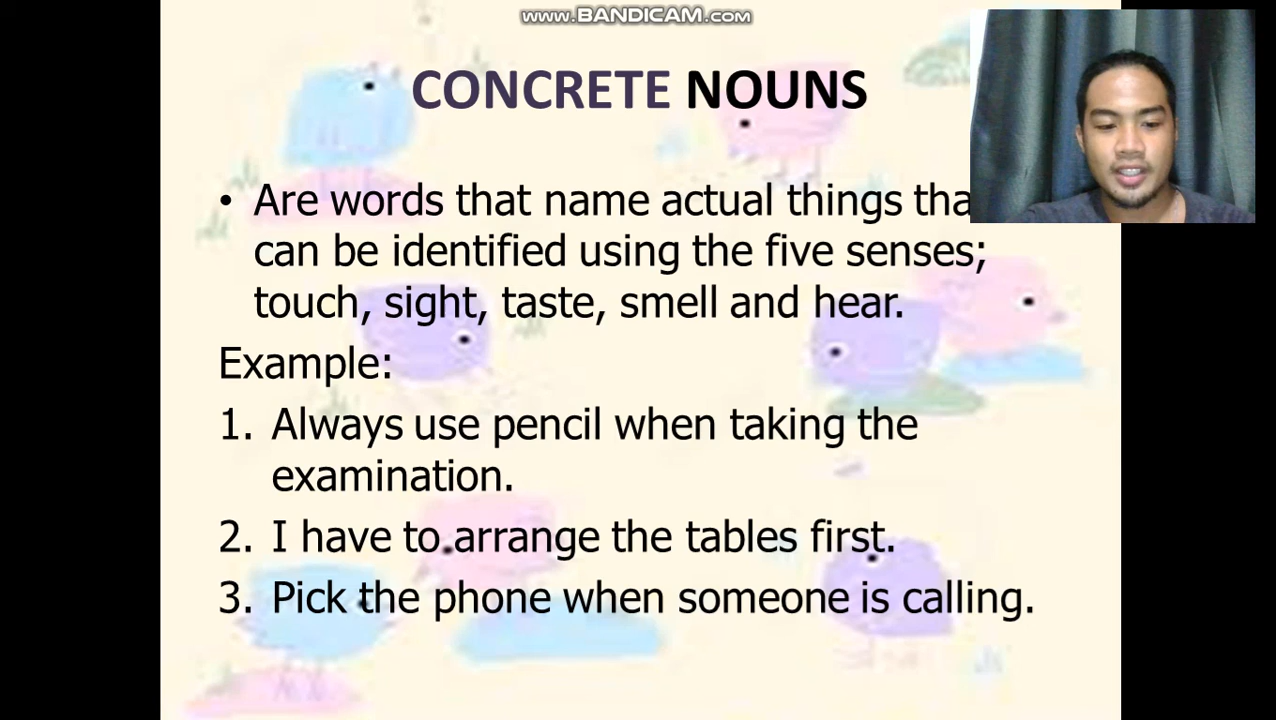 www.BANDICAM.com
CONCRETE NOUNS
• Are words that name actual things tha
can be identified using the five senses;
touch, sight, taste, smell and hear.
Example:
1. Always use pencil when taking the
examination.
2. I have to arrange the tables first.
3. Pick the phone when someone is calling.